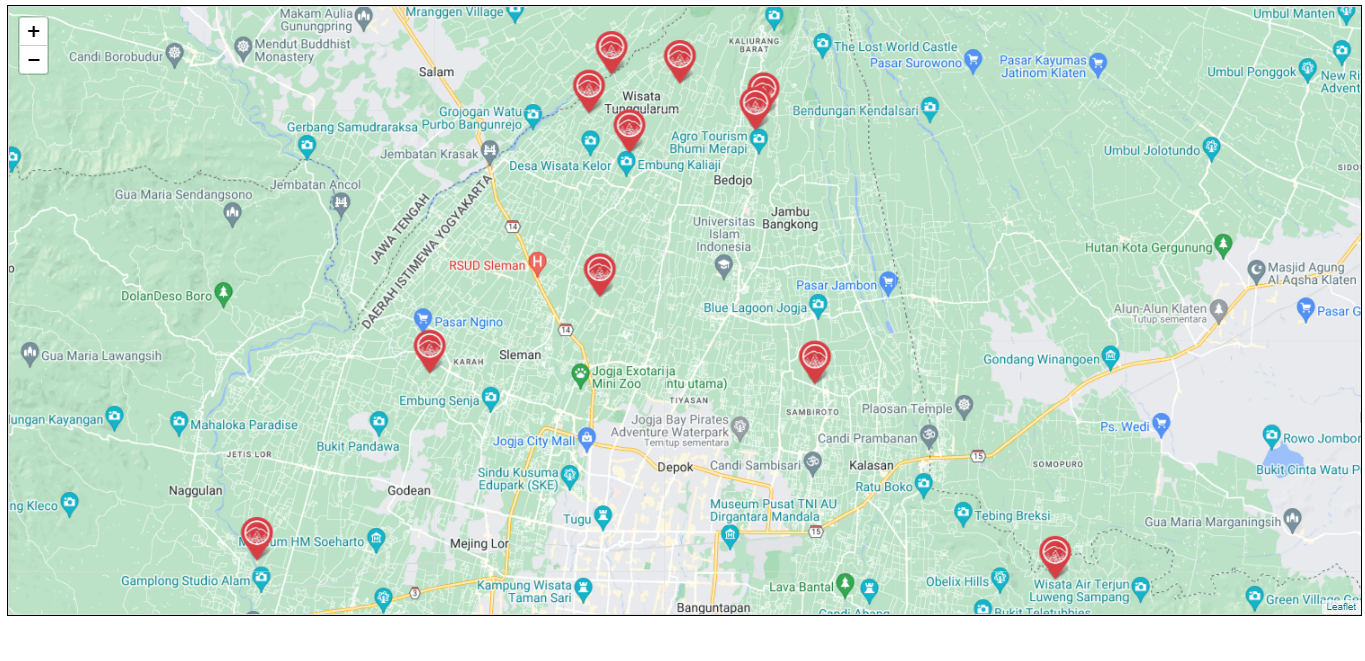 +
−
Makam Aulia
Gunungpring
Mranggen Village
Umbul Manten
Candi Borobudur
Mendut Buddhist
Monastery
Salam
KALIURANG
BARAT
The Lost World Castle
Pasar Surowono
Pasar Kayumas
Jatinom Klaten
Umbul Ponggok
New Ri
Advent
Wisata
Tunggularum
Grojogan Watu
Purbo Bangunrejo
Gerbang Samudraraksa
Bendungan Kendalsari
Jembatan Krasak
Desa Wisata Kelor
Embung Kaliaji
Agro Tourism
Bhumi Merapi
Umbul Jolotundo
SIDO
Bedojo
Jembatan Ancol
Gua Maria Sendangsono
JAWA TENGAH
DAERAH ISTIMEWA YOGYAKARTA
14
Universitas
Islam
Indonesia
Jambu
Bangkong
Hutan Kota Gergunung
RSUD Sleman
H
Masjid Agung
Al Aqsha Klaten
o
DolanDeso Boro
Pasar Jambon
Blue Lagoon Jogja
Alun-Alun Klaten
Tutup sementara
Pasar G
Pasar Ngino
14
Gua Maria Lawangsih
KARAH
Sleman
Gondang Winangoen
Jogja Exotari ja
Mini Zoo
ntu utama)
TIYASAN
Embung Senja
SAMBIROTO
Plaosan Temple
lungan Kayangan
Mahaloka Paradise
Bukit Pandawa
Jogja Bay Pirates
Adventure Waterpark
Temtup sementara
Ps. Wedi
Jogja City Mall
Candi Prambanan
Rowo Jombor
JETIS LOR
15
Sindu Kusuma
Edupark (SKE)
Depok
Candi Sambisari
Kalasan
SOMOPURO
Bukit Cinta Watu P
Naggulan
Godean
Ratu Boko
ng Kleco
Museum Pusat TNI AU
Dirgantara Mandala
Tugu
Tebing Breksi
Gua Maria Marganingsih
15
um HM Soeharto
Mejing Lor
Gamplong Studio Alam
Kampung Wisata
Taman Sari
3
Lava Bantal
Obelix Hills
Wisata Air Terjun
Luweng Sampang
Banguntapan
Candi Abang
Bukit Teletubbies
Green Village Ge
Leaflet